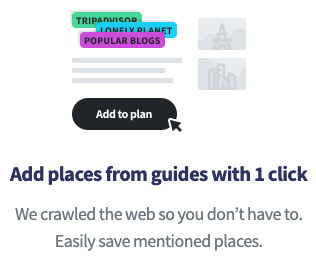 TRIPADVISOR
LONELY PLANET
POPULAR BLOGS
Add to plan
Add places from guides with 1 click
We crawled the web so you don’t have to.
Easily save mentioned places.